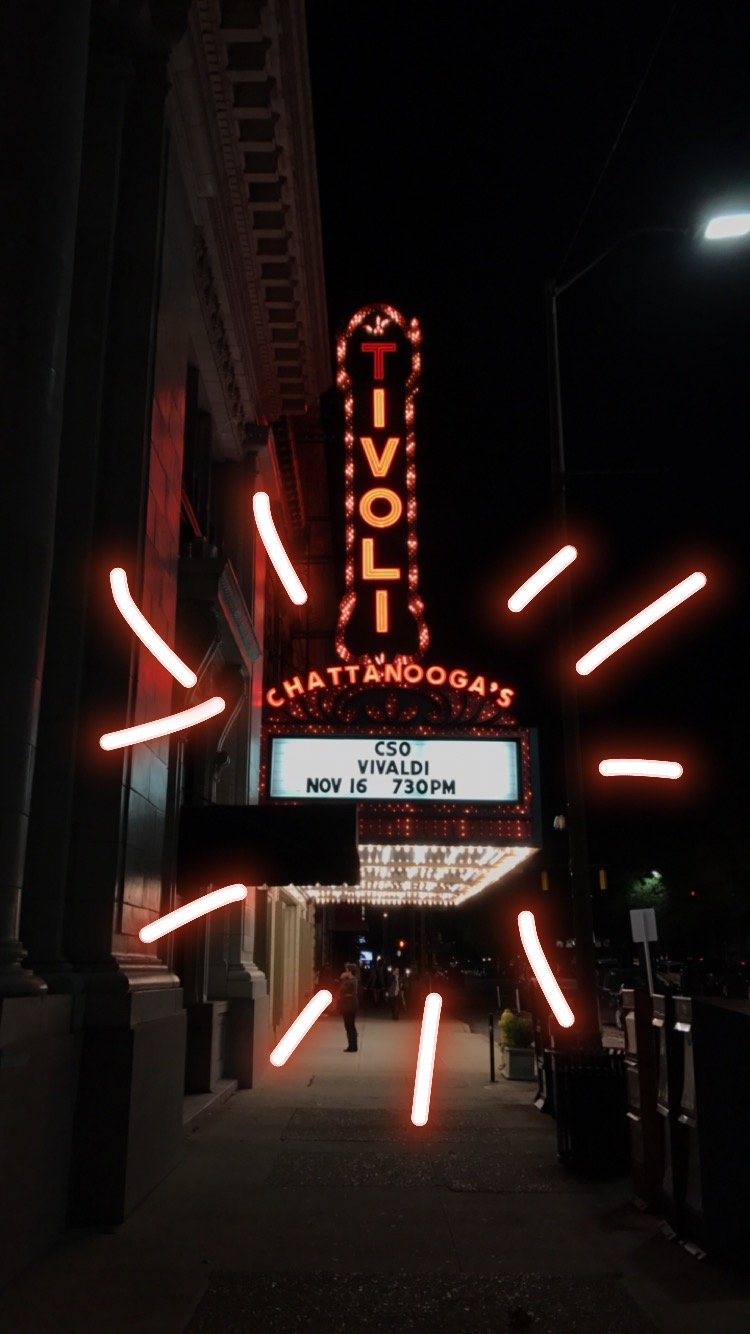 TIVOLI
CHATTANOOGA'S
CSO
VIVALDI
NOV 16 730PM